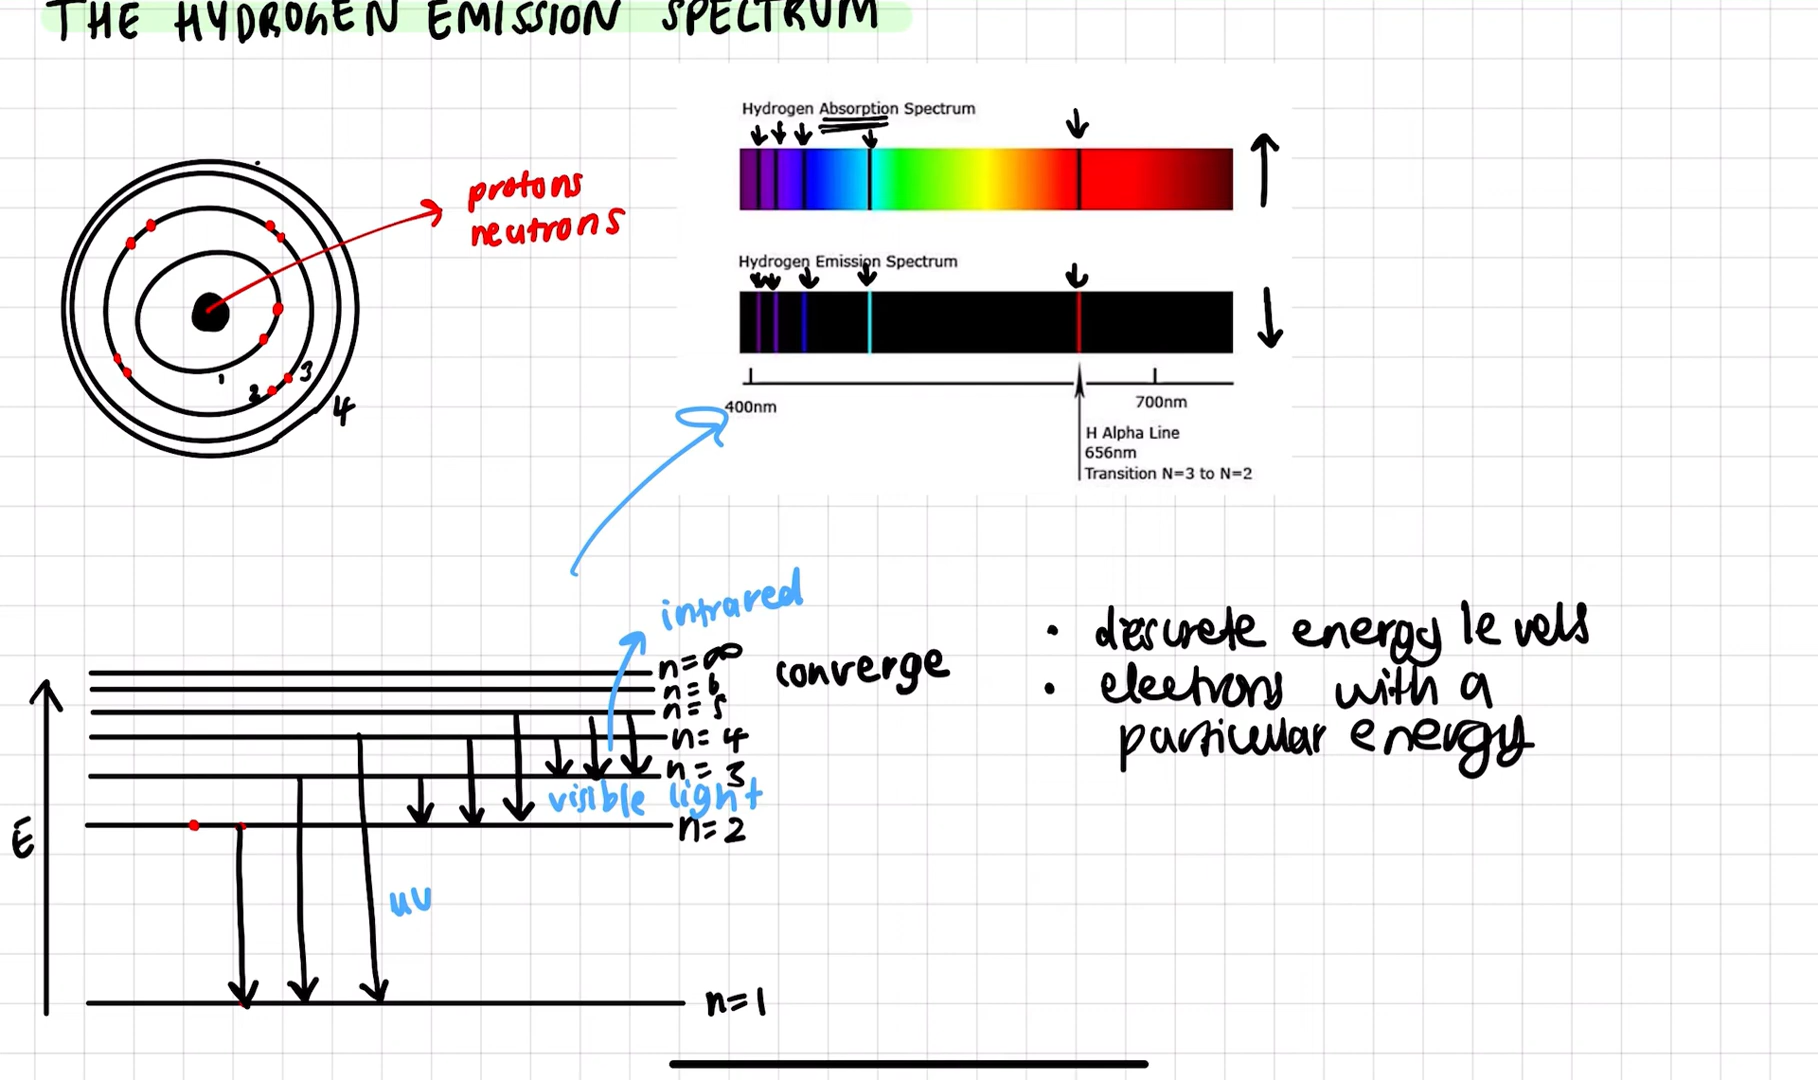 THE HYDROGEN EMISSION SPECTRUM
Hydrogen Absorption Spectrum
protons
neutrons
Hydrogen Emission Spectrum
1
2
3
4
400nm
700nm
H Alpha Line
656nm
Transition N=3 to N=2
infrared
n=∞
n=6
n=5
n=4
n=3
visible light
n=2
converge
E
uv
n=1
• discrete energy levels
• electrons with a
particular energy